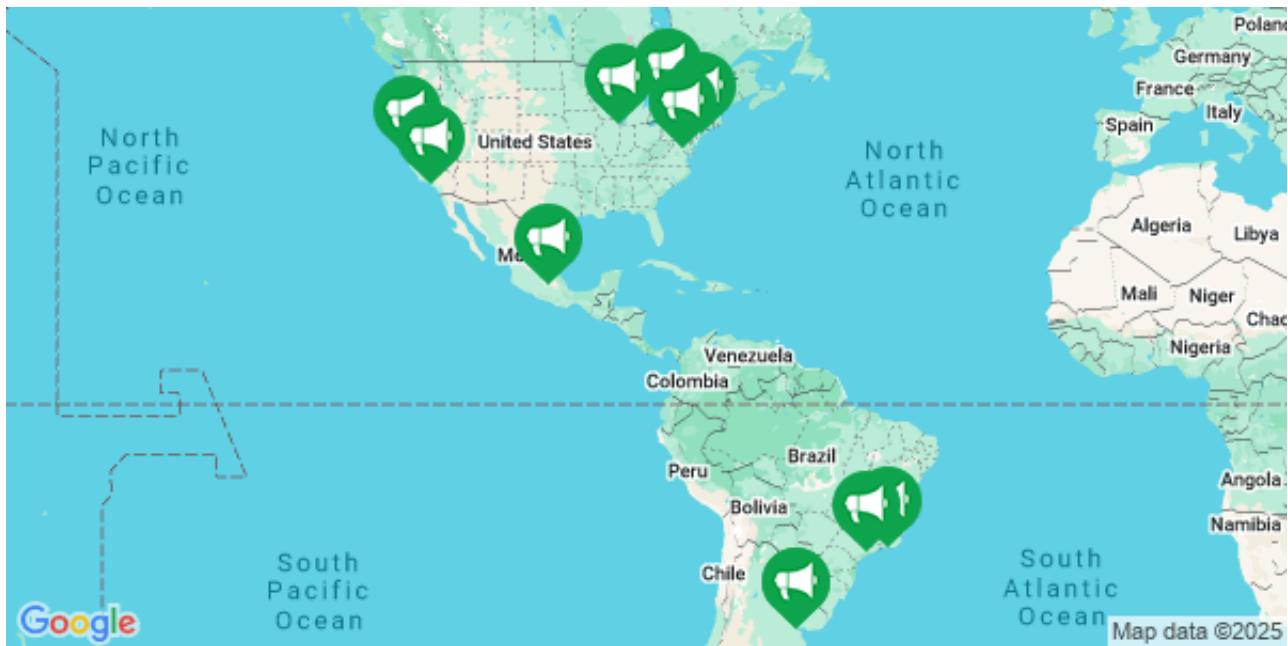 Poland
Germany
France
Italy
Spain
North
Pacific
Ocean
United States
North
Atlantic
Ocean
Algeria
Libya
Mali
Niger
Nigeria
Venezuela
Colombia
Brazil
Peru
Bolivia
Angola
Namibia
South
Pacific
Ocean
Chile
South
Atlantic
Ocean
Google
Map data ©2025